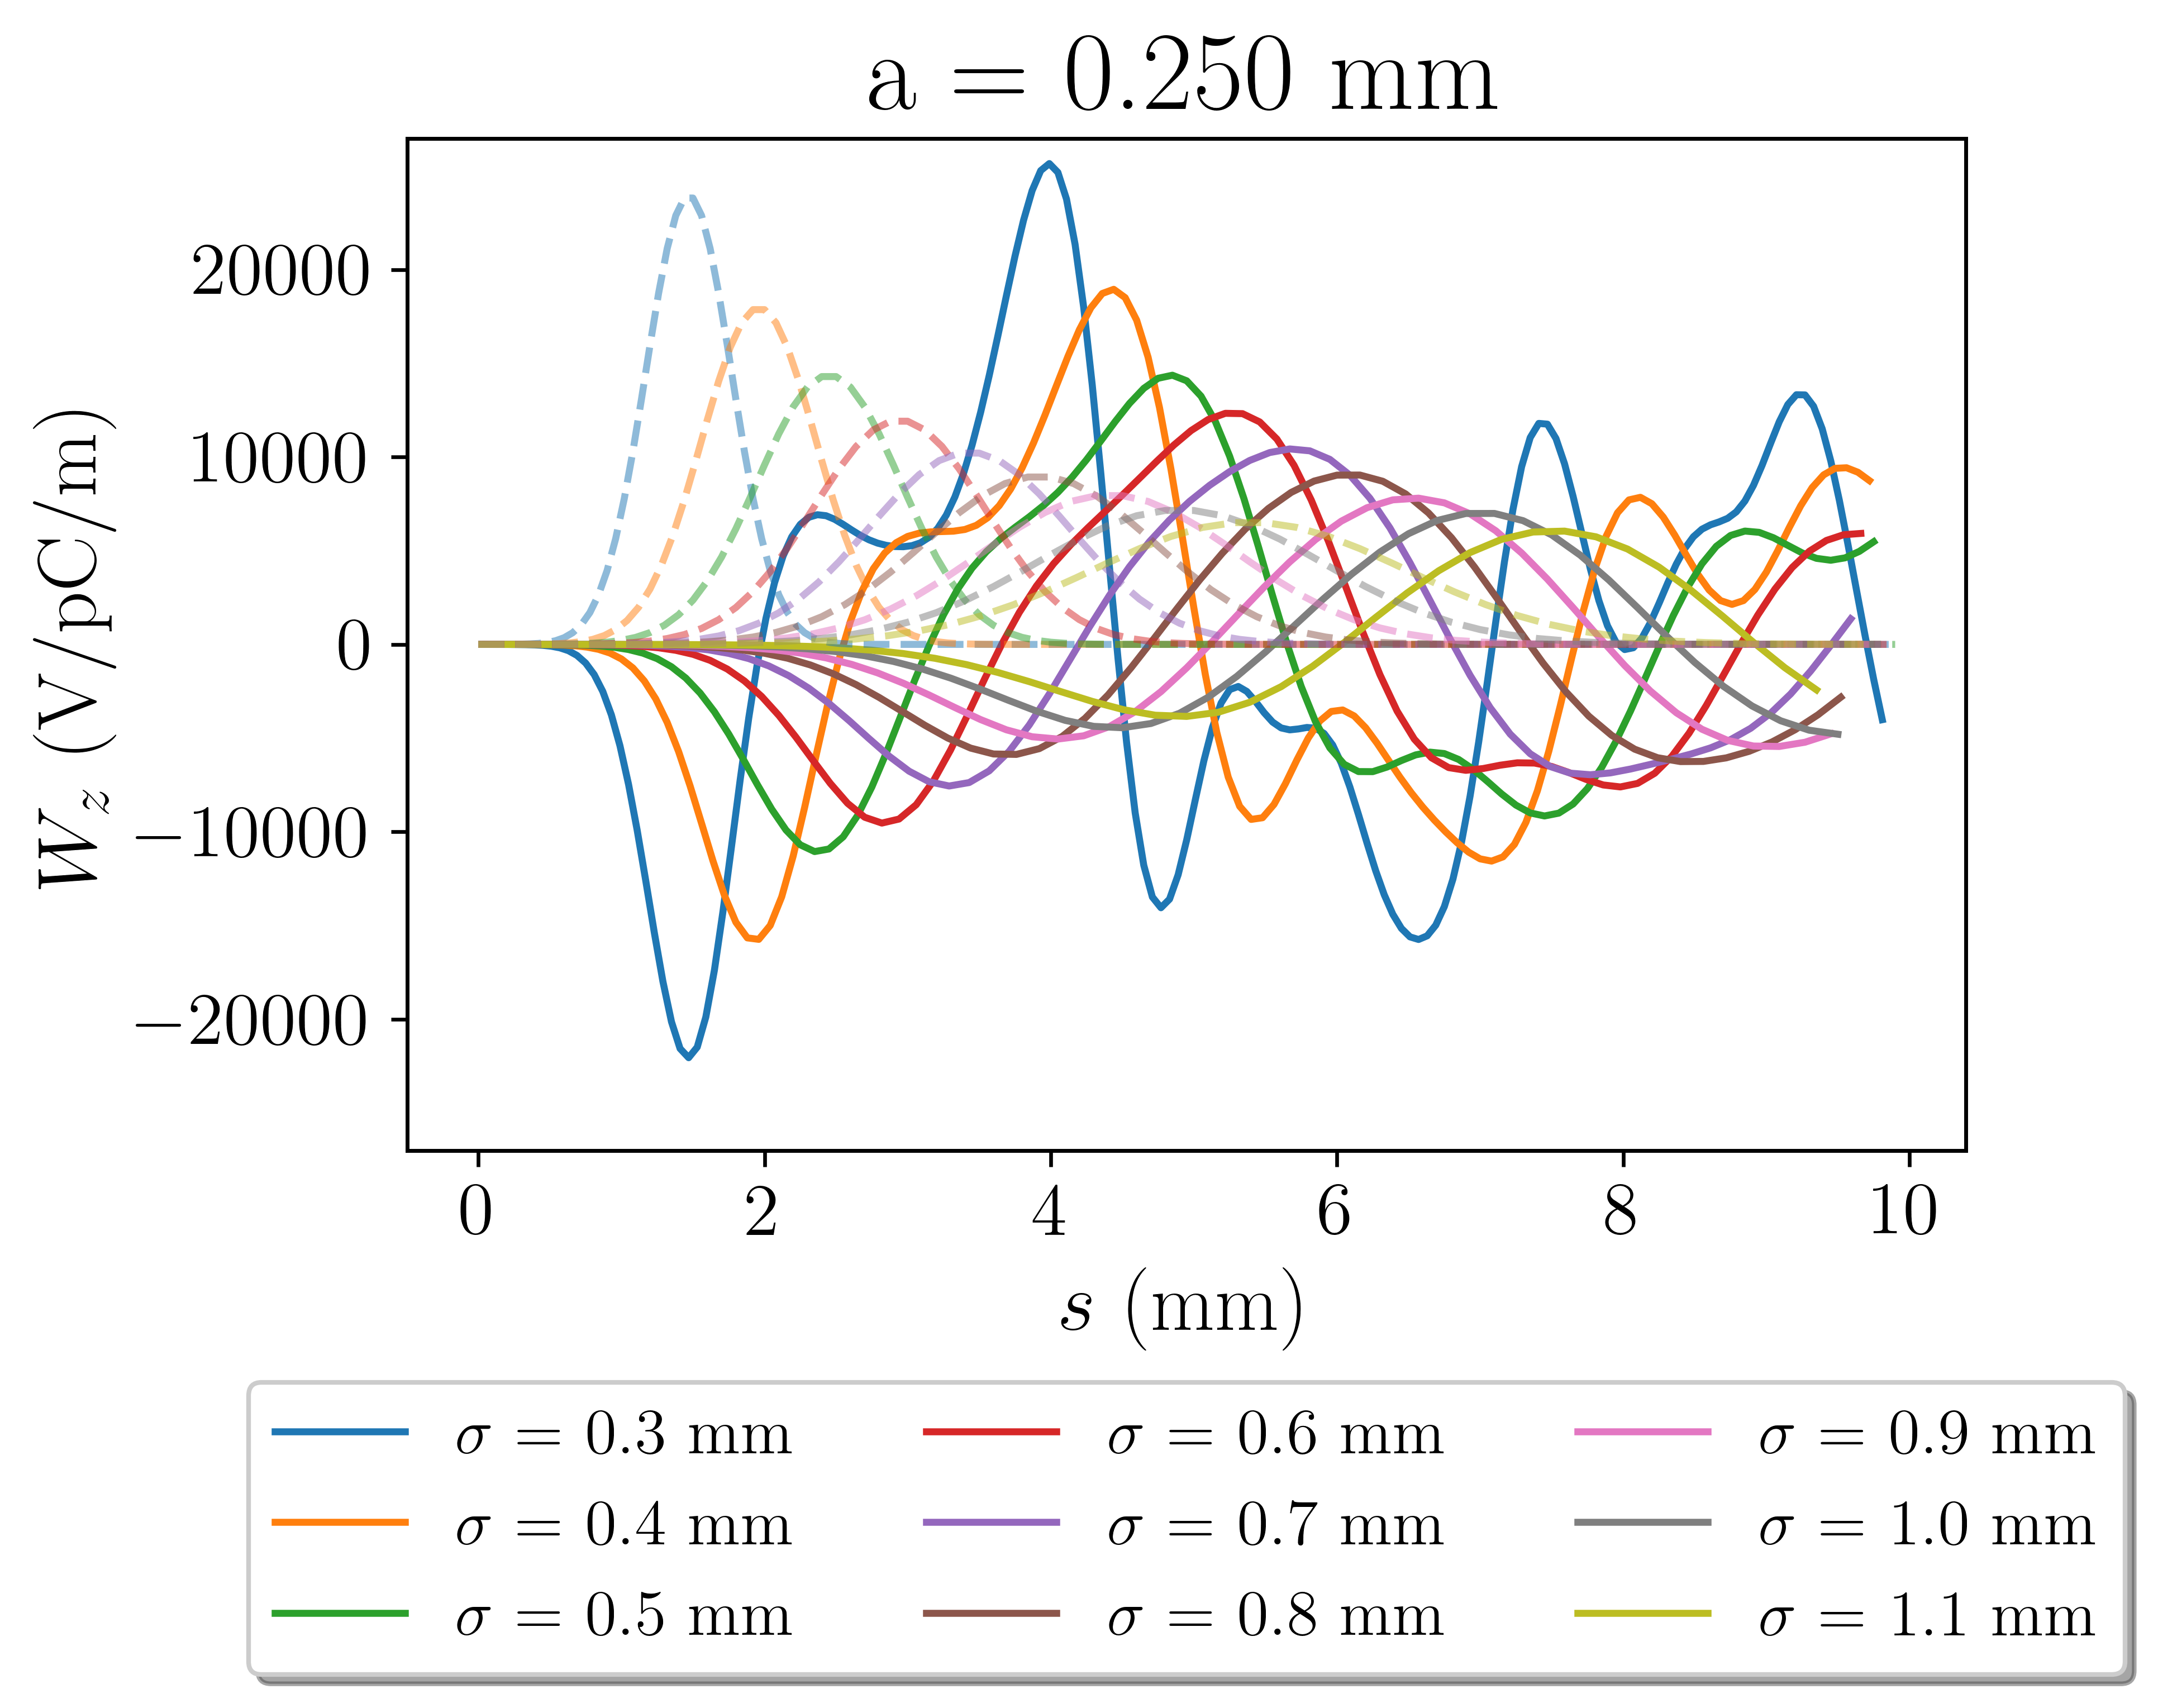 a = 0.250 mm
W_z (V/pC/m)
20000
10000
0
−10000
−20000
0 2 4 6 8 10
s (mm)
σ = 0.3 mm σ = 0.6 mm σ = 0.9 mm
σ = 0.4 mm σ = 0.7 mm σ = 1.0 mm
σ = 0.5 mm σ = 0.8 mm σ = 1.1 mm